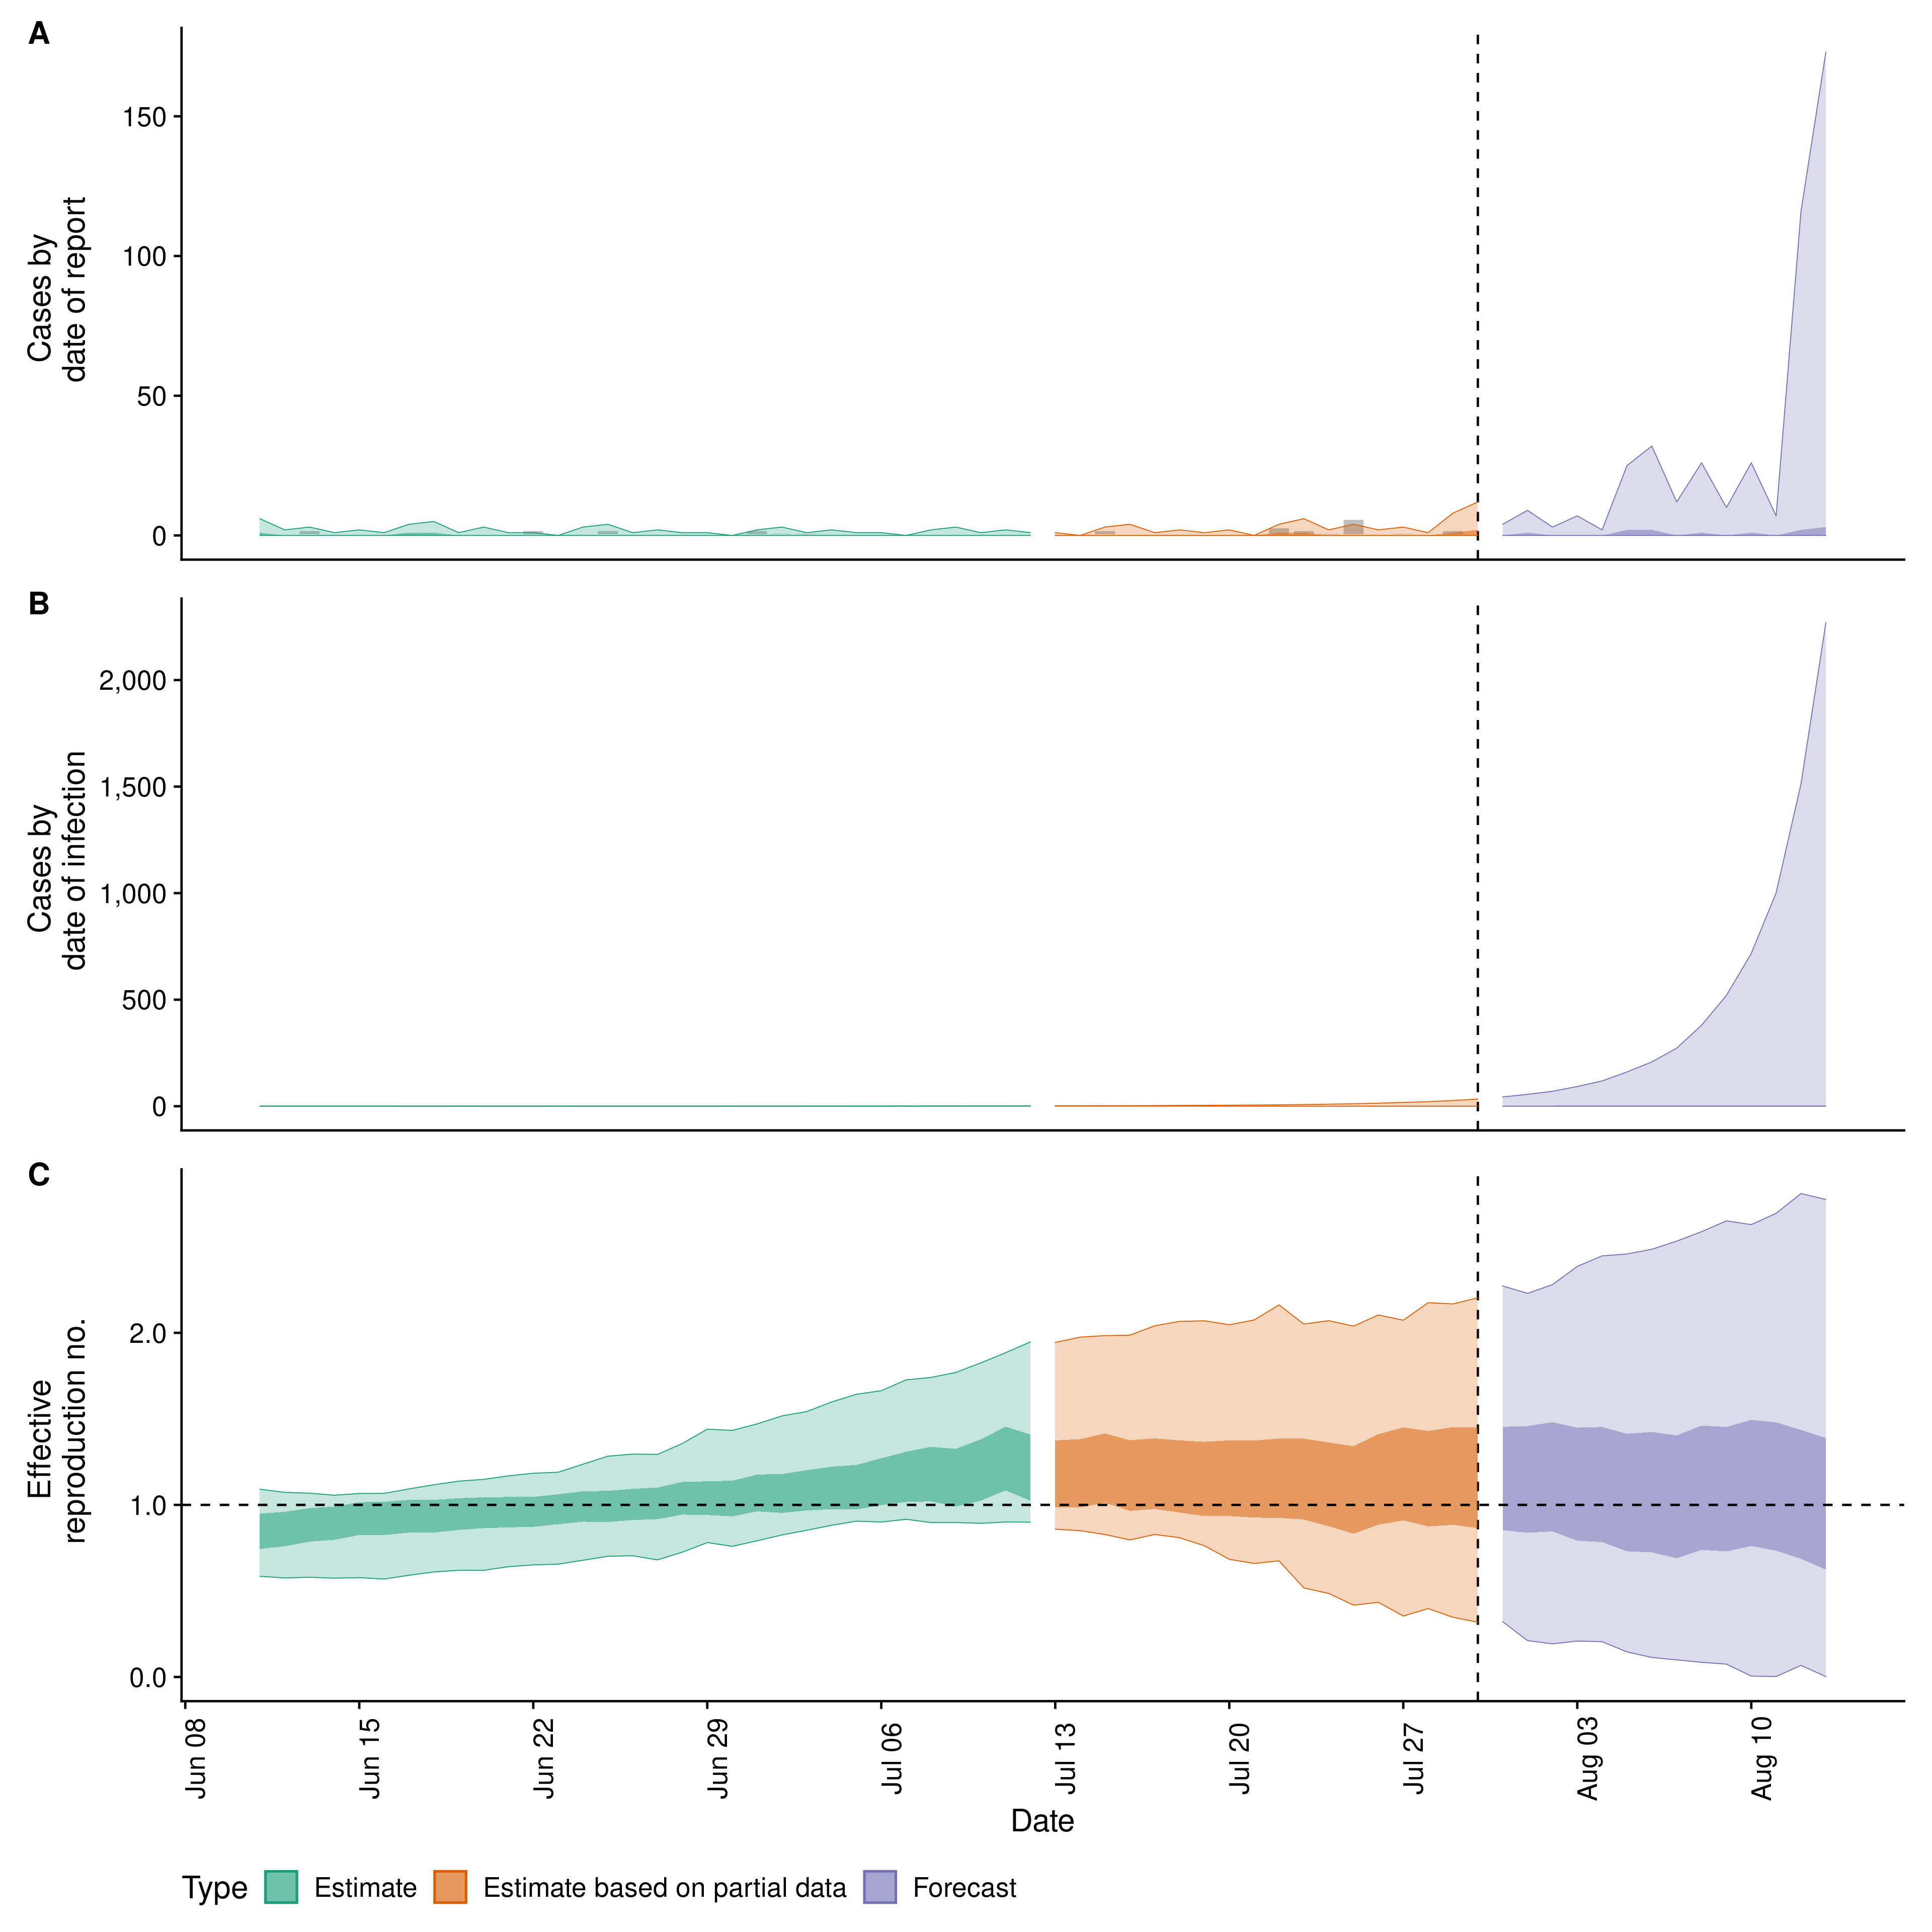 A
Cases by
date of report
150
100
50
0
B
Cases by
date of infection
2,000
1,500
1,000
500
0
C
Effective
reproduction no.
2.0
1.0
0.0
Jun 08
Jun 15
Jun 22
Jun 29
Jul 06
Jul 13
Jul 20
Jul 27
Aug 03
Aug 10
Date
Type
Estimate
Estimate based on partial data
Forecast